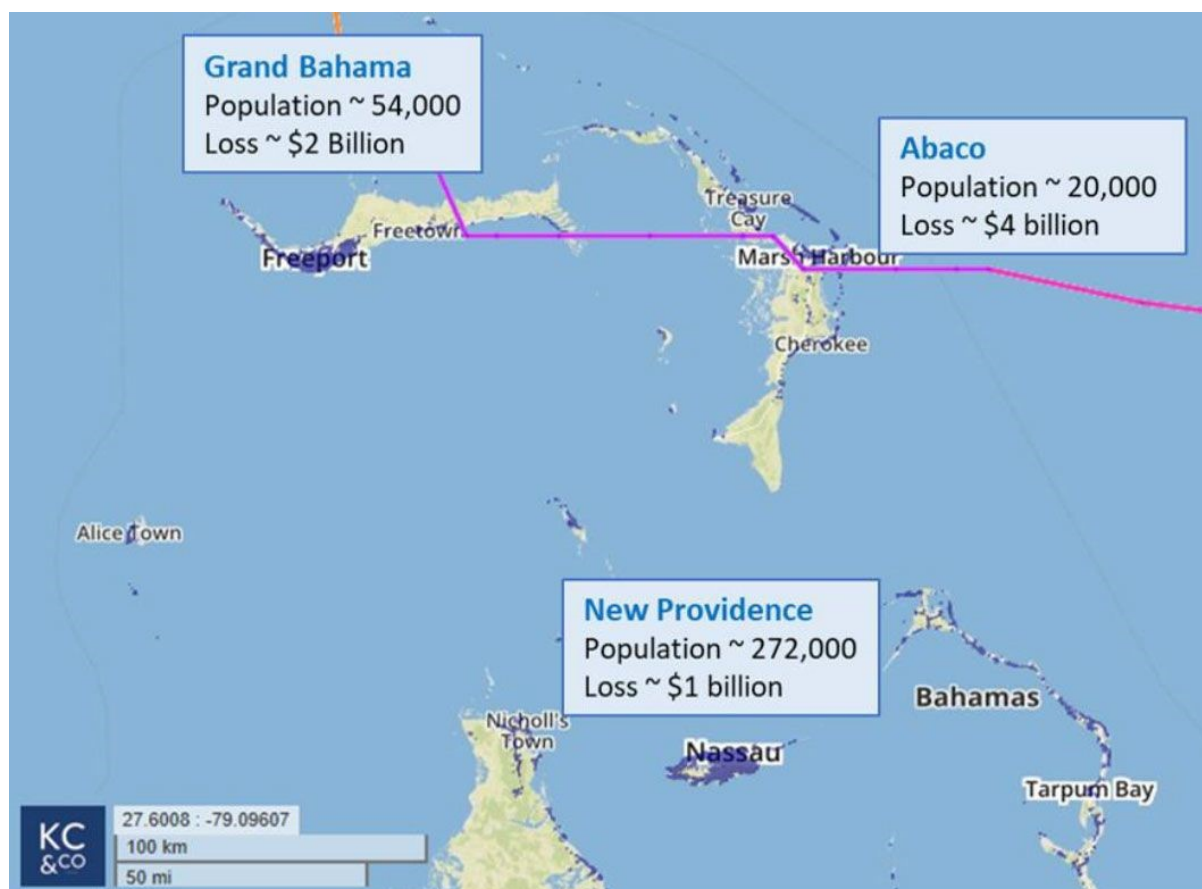 Grand Bahama
Population ~ 54,000
Loss ~ $2 Billion
Abaco
Population ~ 20,000
Loss ~ $4 billion
Treasure
Cay
Freetown
Freeport
Marsh Harbour
Cherokee
Alice Town
New Providence
Population ~ 272,000
Loss ~ $1 billion
Bahamas
Nicholl's
Town
Nassau
Tarpum Bay
KC
&CO
27.6008 : -79.09607
100 km
50 mi